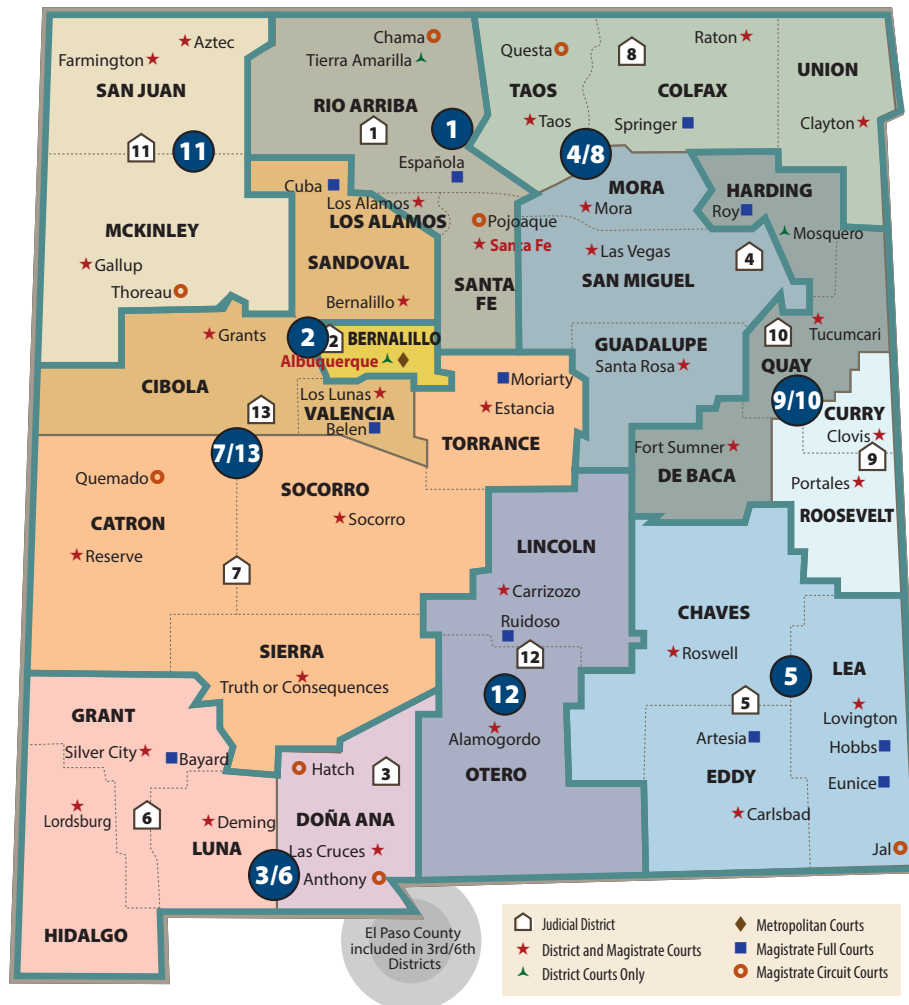 Aztec
Farmington
SAN JUAN
11
11
MCKINLEY
Gallup
Thoreau
Chama
Tierra Amarilla
RIO ARRIBA
1
1
Española
Questa
TAOS
Taos
8
Raton
COLFAX
Springer
UNION
Clayton
4/8
Cuba
Los Alamos
LOS ALAMOS
SANDOVAL
Bernalillo
Pojoaque
Santa Fe
SANTA
FE
MORA
Mora
Las Vegas
SAN MIGUEL
4
HARDING
Roy
Mosquero
10
Tucumcari
QUAY
9/10
Grants
CIBOLA
13
2
2
BERNALILLO
Albuquerque
Los Lunas
VALENCIA
Belen
Moriarty
Estancia
TORRANCE
GUADALUPE
Santa Rosa
CURRY
Clovis
9
Portales
ROOSEVELT
Fort Sumner
DE BACA
7/13
Quemado
CATRON
Reserve
SOCORRO
Socorro
7
SIERRA
Truth or Consequences
LINCOLN
Carrizozo
Ruidoso
12
12
Alamogordo
OTERO
CHAVES
Roswell
5
5
LEA
Lovington
Hobbs
Eunice
Jal
Artesia
EDDY
Carlsbad
GRANT
Silver City
Bayard
Lordsburg
6
Deming
LUNA
HIDALGO
Hatch
3
DOÑA ANA
Las Cruces
Anthony
3/6
El Paso County
included in 3rd/6th
Districts
Judicial District
District and Magistrate Courts
District Courts Only
Metropolitan Courts
Magistrate Full Courts
Magistrate Circuit Courts